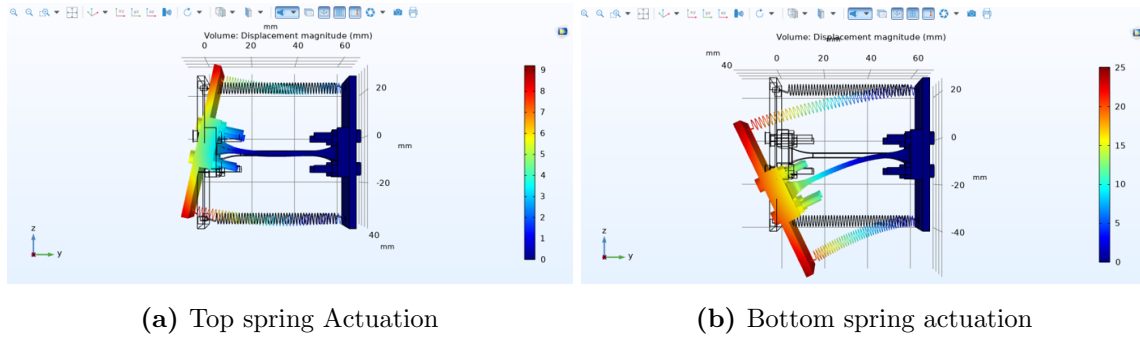 mm
Volume: Displacement magnitude (mm)
0 20 40 60
20
0
mm
-20
40
mm
9
8
7
6
5
4
3
2
1
0
z
y
Volume: Displacement magnitude (mm)
mm
mm
40
0 20 40 60
20
0
-20
mm
-40
25
20
15
10
5
0
z
y
(a) Top spring Actuation
(b) Bottom spring actuation